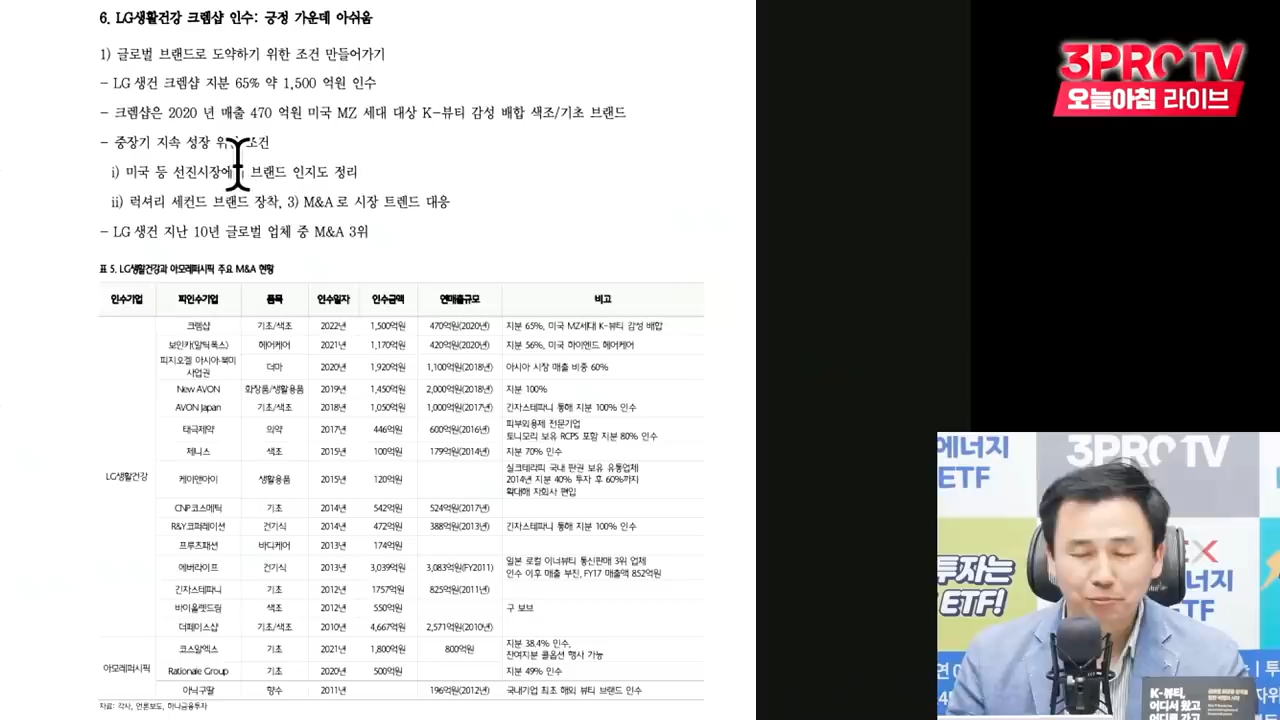 6. LG생활건강 크렘샵 인수: 긍정 가운데 아쉬움
1) 글로벌 브랜드로 도약하기 위한 조건 만들어가기
- LG 생건 크렘샵 지분 65% 약 1,500 억원 인수
- 크렘샵은 2020 년 매출 470 억원 미국 MZ 세대 대상 K-뷰티 감성 배합 색조/기초 브랜드
- 중장기 지속 성장 위한 조건
i) 미국 등 선진시장에 브랜드 인지도 정리
ii) 럭셔리 세컨드 브랜드 장착, 3) M&A 로 시장 트렌드 대응
- LG 생건 지난 10년 글로벌 업체 중 M&A 3위
표 5. LG생활건강과 아모레퍼시픽 주요 M&A 현황
인수기업 피인수기업 품목 인수일자 인수금액 연매출규모 비고
LG생활건강
크렘샵 기초/색조 2022년 1,500억원 470억원(2020년) 지분 65%, 미국 MZ세대 K-뷰티 감성 배합
보인카(알틱폭스) 헤어케어 2021년 1,170억원 420억원(2020년) 지분 56%, 미국 하이엔드 헤어케어
피지오겔 아시아·북미 사업권 더마 2020년 1,920억원 1,100억원(2018년) 아시아 시장 매출 비중 60%
New AVON 화장품/생활용품 2019년 1,450억원 2,000억원(2018년) 지분 100%
AVON Japan 기초/색조 2018년 1,050억원 1,000억원(2017년) 긴자스테파니 통해 지분 100% 인수
태극제약 의약 2017년 446억원 600억원(2016년) 피부외용제 전문기업
토니모리 보유 RCPS 포함 지분 80% 인수
제니스 색조 2015년 100억원 179억원(2014년) 지분 70% 인수
케이앤아이 생활용품 2015년 120억원 실크테라피 국내 판권 보유 유통업체
2014년 지분 40% 투자 후 60%까지
확대해 자회사 편입
CNP코스메틱 기초 2014년 542억원 524억원(2017년)
R&Y코퍼레이션 건기식 2014년 472억원 388억원(2013년) 긴자스테파니 통해 지분 100% 인수
프루츠패션 바디케어 2013년 174억원
에버라이프 건기식 2013년 3,039억원 3,083억원(FY2011) 일본 로컬 이너뷰티 통신판매 3위 업체
인수 이후 매출 부진, FY17 매출액 852억원
긴자스테파니 기초 2012년 1757억원 825억원(2011년)
바이올렛드림 색조 2012년 550억원 구 보브
더페이스샵 기초/색조 2010년 4,667억원 2,571억원(2010년)
아모레퍼시픽
코스알엑스 기초 2021년 1,800억원 800억원 지분 38.4% 인수,
잔여지분 콜옵션 행사 가능
Rationale Group 기초 2020년 500억원 지분 49% 인수
아닉구딸 향수 2011년 196억원(2012년) 국내기업 최초 해외 뷰티 브랜드 인수
자료: 각사, 언론보도, 하나금융투자
3PRO TV
오늘아침 라이브
에너지
ETF
3PRO TV
투자는
ETF!
EX
너지
TF
K-뷰티,
어디서 왔고
어디를 가고